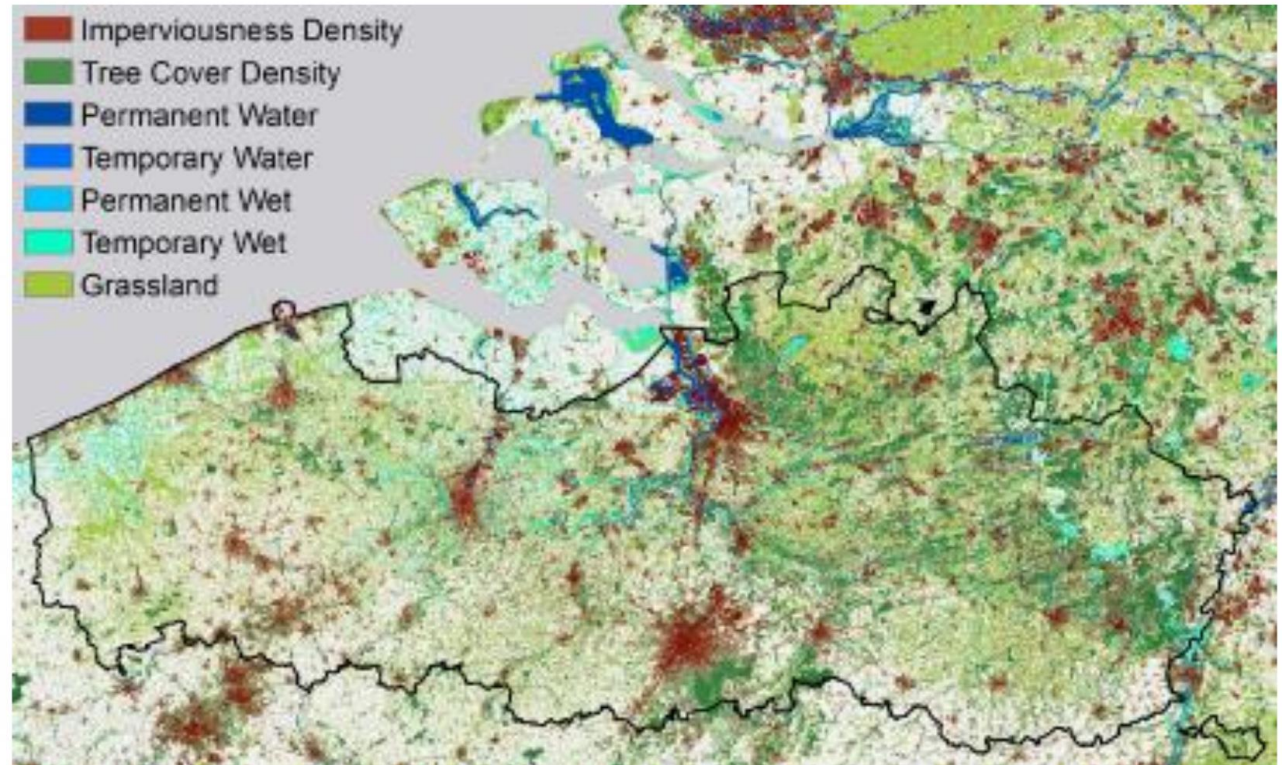 Imperviousness Density
Tree Cover Density
Permanent Water
Temporary Water
Permanent Wet
Temporary Wet
Grassland